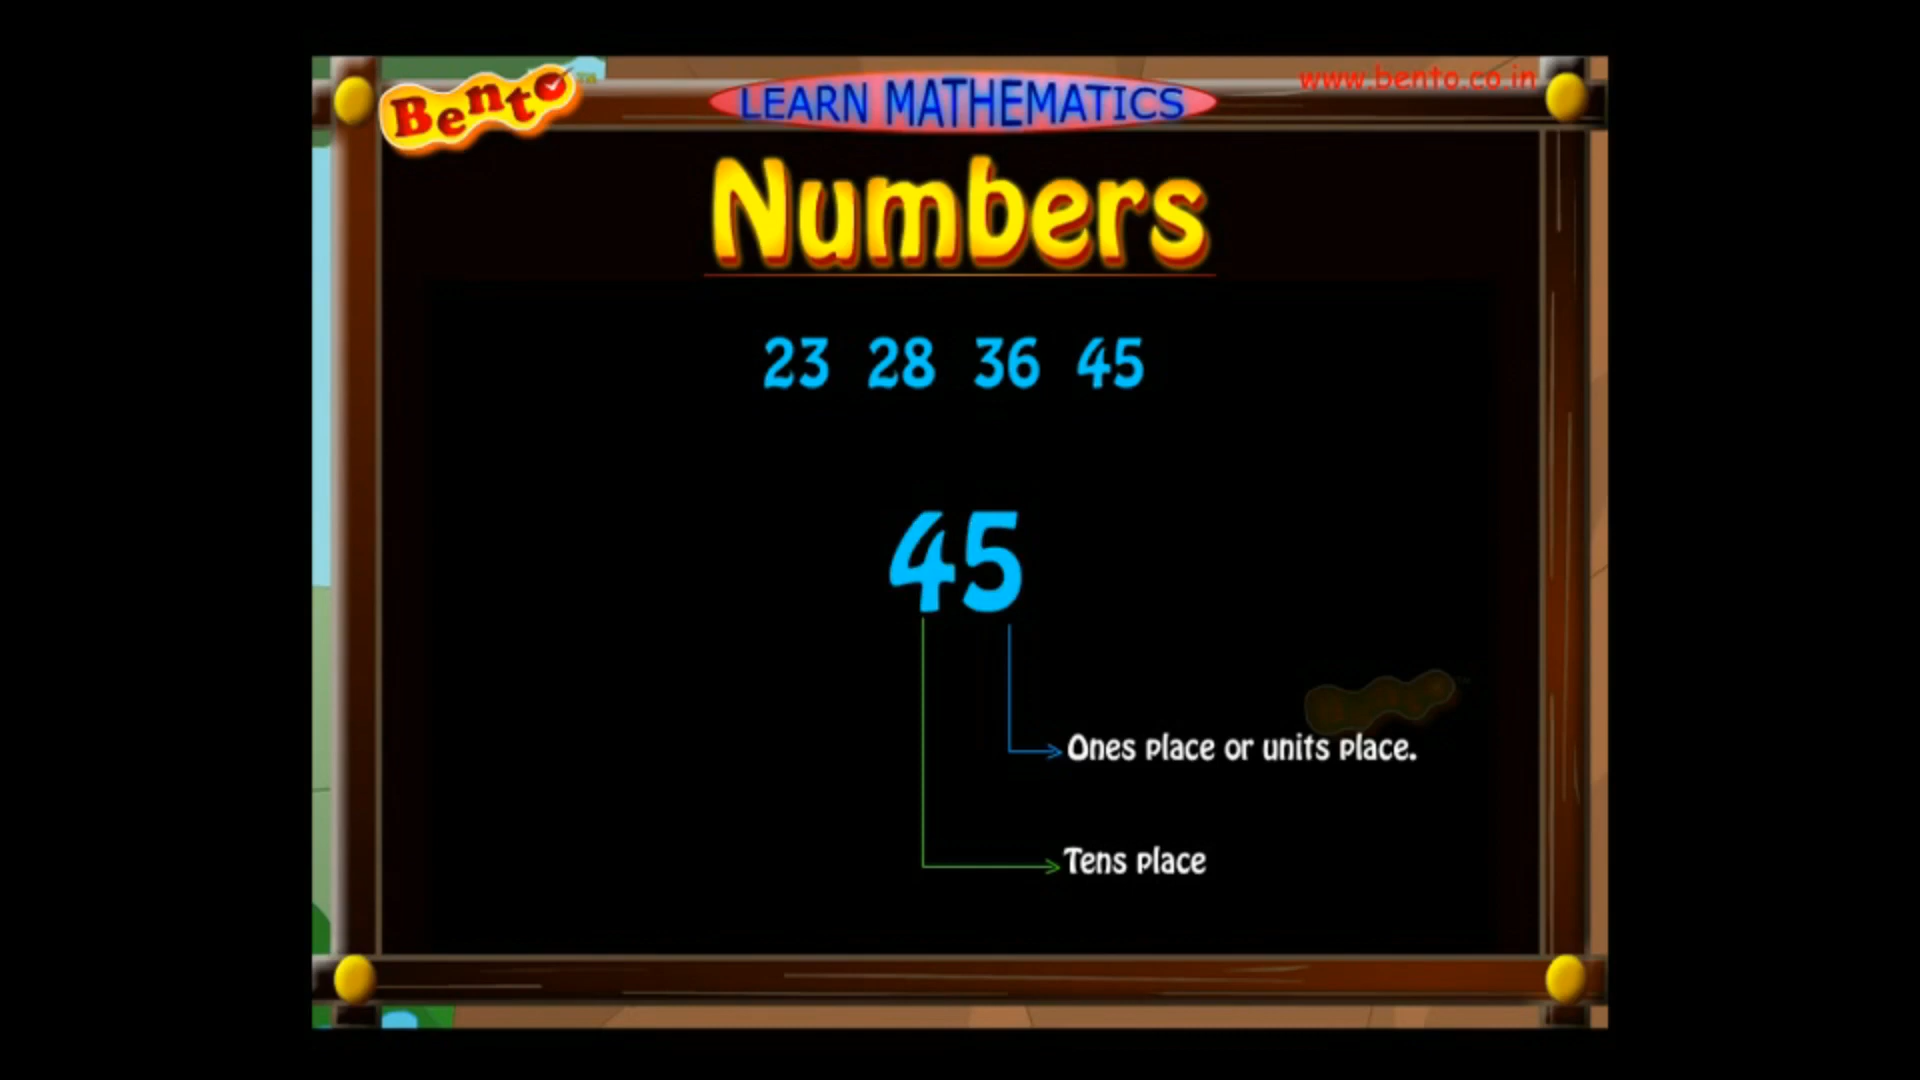 Bento™
LEARN MATHEMATICS
www.bento.co.in
Numbers
23 28 36 45
45
Ones place or units place.
Tens place